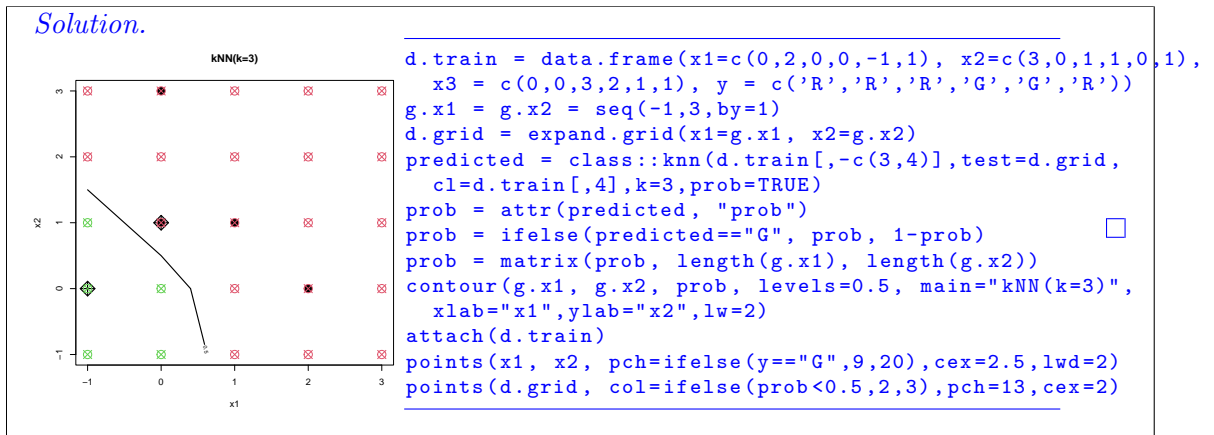 Solution.
kNN(k=3)
3
2
1
0
−1
x2
0.5
−1 0 1 2 3
x1
d.train = data.frame(x1=c(0,2,0,0,-1,1), x2=c(3,0,1,1,0,1),
x3 = c(0,0,3,2,1,1), y = c('R','R','R','G','G','R'))
g.x1 = g.x2 = seq(-1,3,by=1)
d.grid = expand.grid(x1=g.x1, x2=g.x2)
predicted = class::knn(d.train[,-c(3,4)],test=d.grid,
cl=d.train[,4],k=3,prob=TRUE)
prob = attr(predicted, "prob")
prob = ifelse(predicted=="G", prob, 1-prob)
prob = matrix(prob, length(g.x1), length(g.x2))
contour(g.x1, g.x2, prob, levels=0.5, main="kNN(k=3)",
xlab="x1",ylab="x2",lw=2)
attach(d.train)
points(x1, x2, pch=ifelse(y=="G",9,20),cex=2.5,lwd=2)
points(d.grid, col=ifelse(prob<0.5,2,3),pch=13,cex=2)